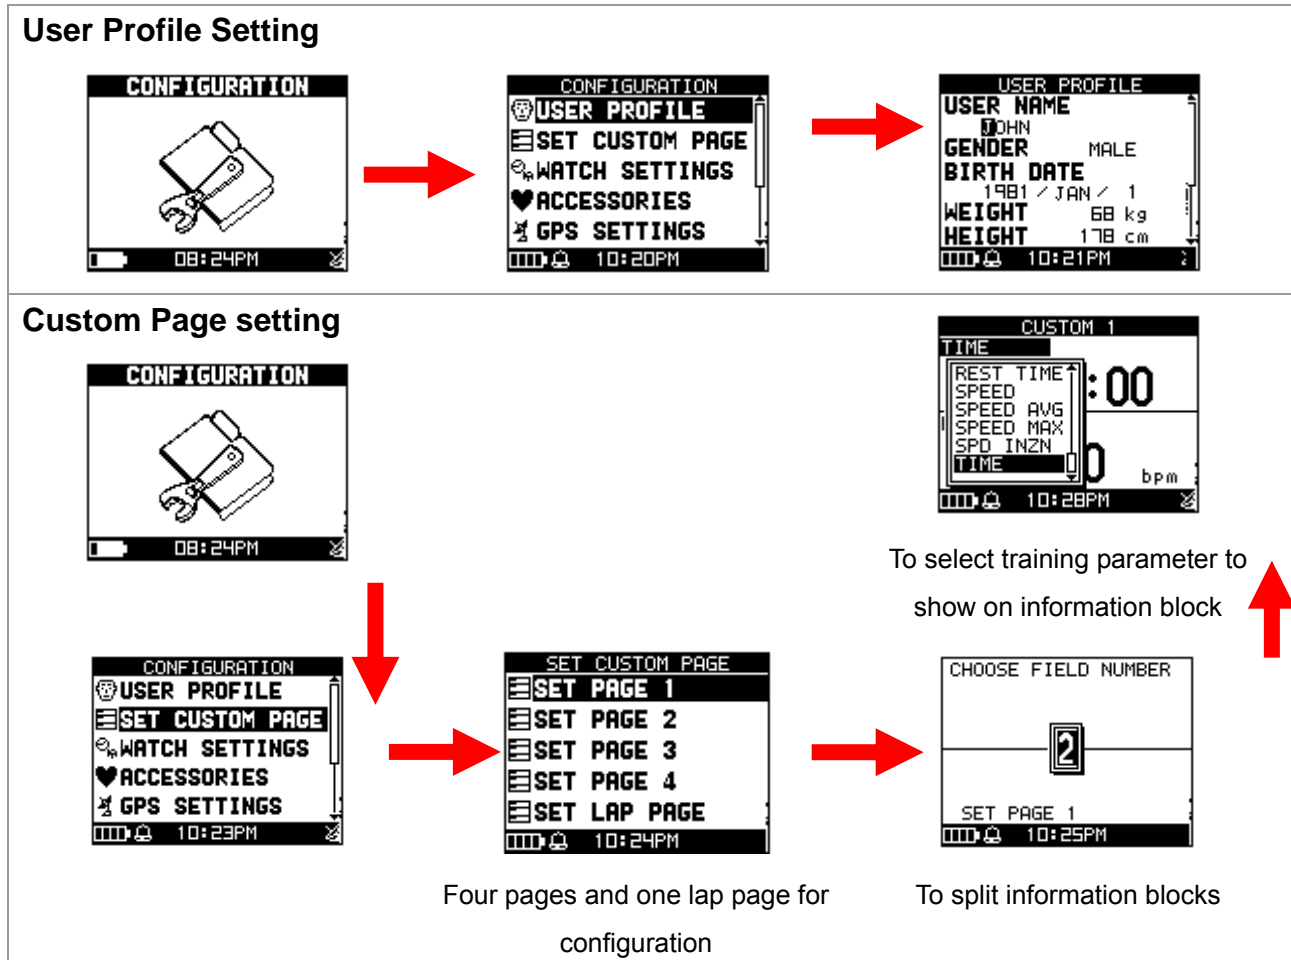 User Profile Setting
CONFIGURATION
08:24PM
CONFIGURATION
USER PROFILE
SET CUSTOM PAGE
WATCH SETTINGS
ACCESSORIES
GPS SETTINGS
10:20PM
USER PROFILE
USER NAME
JOHN
GENDER MALE
BIRTH DATE
1981 / JAN / 1
WEIGHT 68 kg
HEIGHT 178 cm
10:21PM
Custom Page setting
CONFIGURATION
08:24PM
CONFIGURATION
USER PROFILE
SET CUSTOM PAGE
WATCH SETTINGS
ACCESSORIES
GPS SETTINGS
10:23PM
SET CUSTOM PAGE
SET PAGE 1
SET PAGE 2
SET PAGE 3
SET PAGE 4
SET LAP PAGE
10:24PM
Four pages and one lap page for
configuration
CHOOSE FIELD NUMBER
2
SET PAGE 1
10:25PM
To split information blocks
CUSTOM 1
TIME
REST TIME
SPEED
SPEED AVG
SPEED MAX
SPD INZN
TIME
:00
0 bpm
10:28PM
To select training parameter to
show on information block